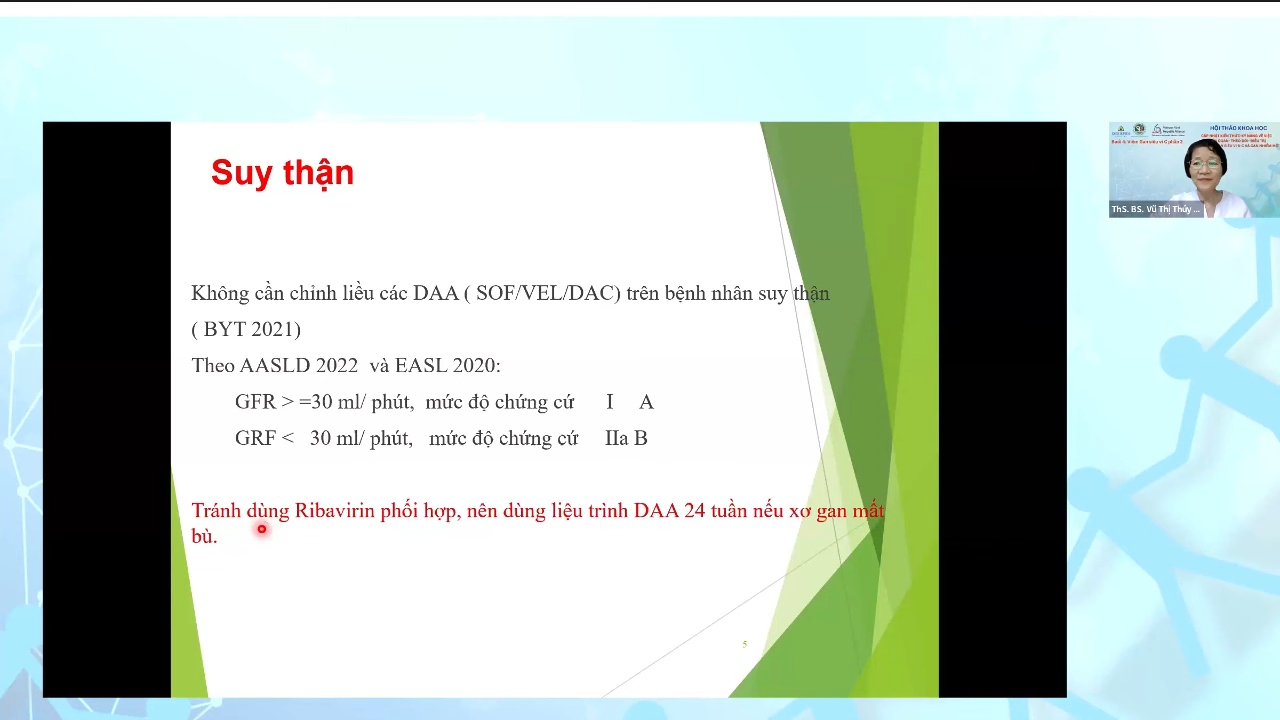 Suy thận
Không cần chỉnh liều các DAA ( SOF/VEL/DAC) trên bệnh nhân suy thận
( BYT 2021)
Theo AASLD 2022 và EASL 2020:
GFR > =30 ml/ phút, mức độ chứng cứ I A
GRF < 30 ml/ phút, mức độ chứng cứ IIa B
Tránh dùng Ribavirin phối hợp, nên dùng liệu trình DAA 24 tuần nếu xơ gan mất
bù.
5
HỘI THẢO KHOA HỌC
ThS. BS. Vũ Thị Thúy ...